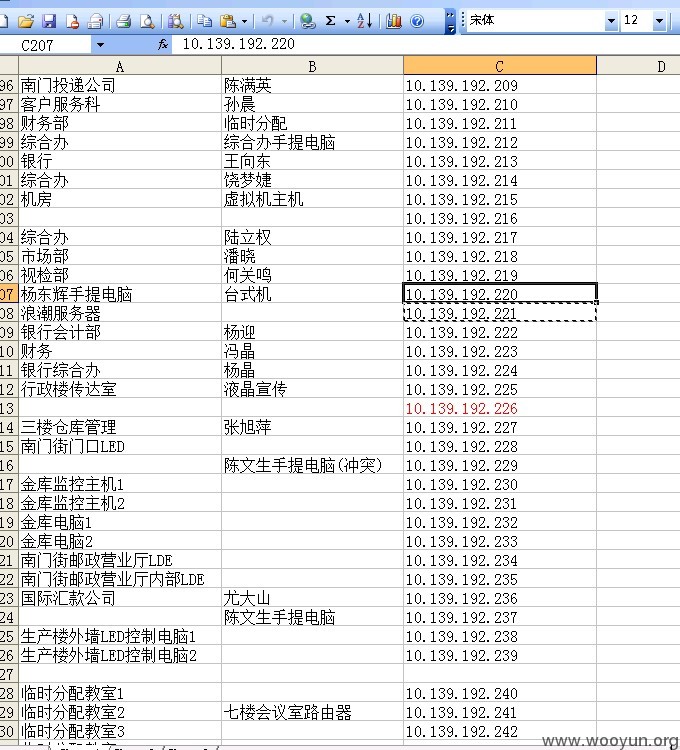 宋体 12
C207 fx 10.139.192.220
A B C D
96 南门投递公司 陈满英 10.139.192.209
97 客户服务科 孙晨 10.139.192.210
98 财务部 临时分配 10.139.192.211
99 综合办 综合办手提电脑 10.139.192.212
00 银行 王向东 10.139.192.213
01 综合办 饶梦婕 10.139.192.214
02 机房 虚拟机主机 10.139.192.215
03 10.139.192.216
04 综合办 陆立权 10.139.192.217
05 市场部 潘晓 10.139.192.218
06 视检部 何关鸣 10.139.192.219
07 杨东辉手提电脑 台式机 10.139.192.220
08 浪潮服务器 10.139.192.221
09 银行会计部 杨迎 10.139.192.222
10 财务 冯晶 10.139.192.223
11 银行综合办 杨晶 10.139.192.224
12 行政楼传达室 液晶宣传 10.139.192.225
13 10.139.192.226
14 三楼仓库管理 张旭萍 10.139.192.227
15 南门街门口LED 10.139.192.228
16 陈文生手提电脑(冲突) 10.139.192.229
17 金库监控主机1 10.139.192.230
18 金库监控主机2 10.139.192.231
19 金库电脑1 10.139.192.232
20 金库电脑2 10.139.192.233
21 南门街邮政营业厅LDE 10.139.192.234
22 南门街邮政营业厅内部LDE 10.139.192.235
23 国际汇款公司 尤大山 10.139.192.236
24 陈文生手提电脑 10.139.192.237
25 生产楼外墙LED控制电脑1 10.139.192.238
26 生产楼外墙LED控制电脑2 10.139.192.239
27
28 临时分配教室1 10.139.192.240
29 临时分配教室2 七楼会议室路由器 10.139.192.241
30 临时分配教室3 10.139.192.242
www.wooyun.org